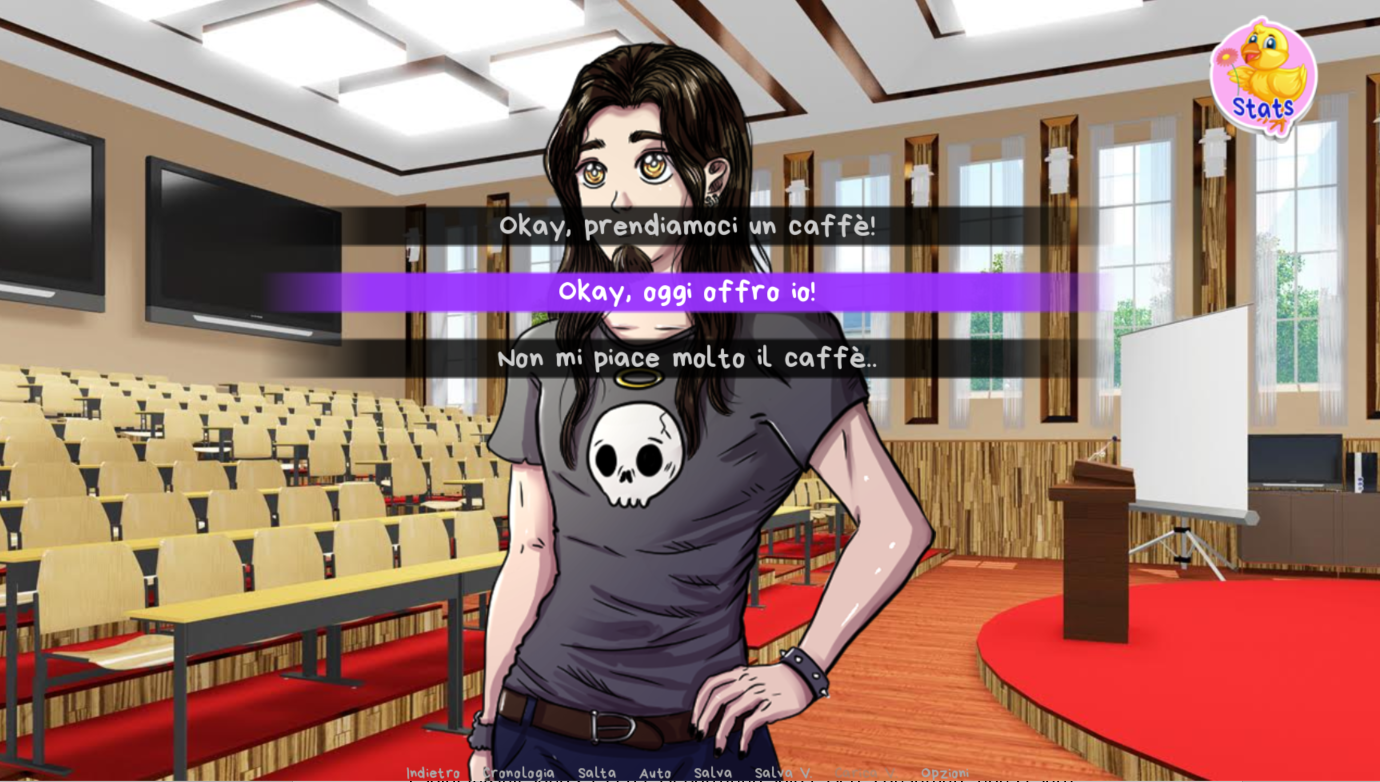 Stats
Okay, prendiamoci un caffè!
Okay, oggi offro io!
Non mi piace molto il caffè..
Indietro Cronologia Salta Auto Salva Salva V. Opzioni